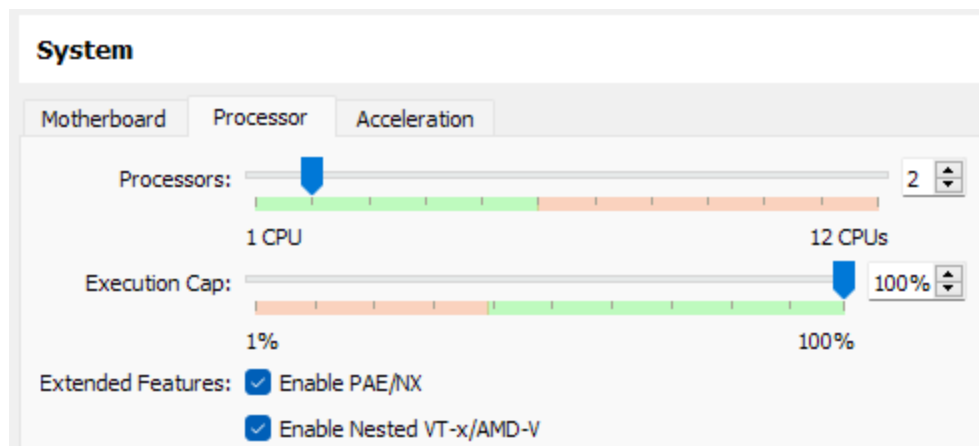 System
Motherboard Processor Acceleration
Processors: 2
1 CPU 12 CPUs
Execution Cap: 100%
1% 100%
Extended Features: Enable PAE/NX
Enable Nested VT-x/AMD-V